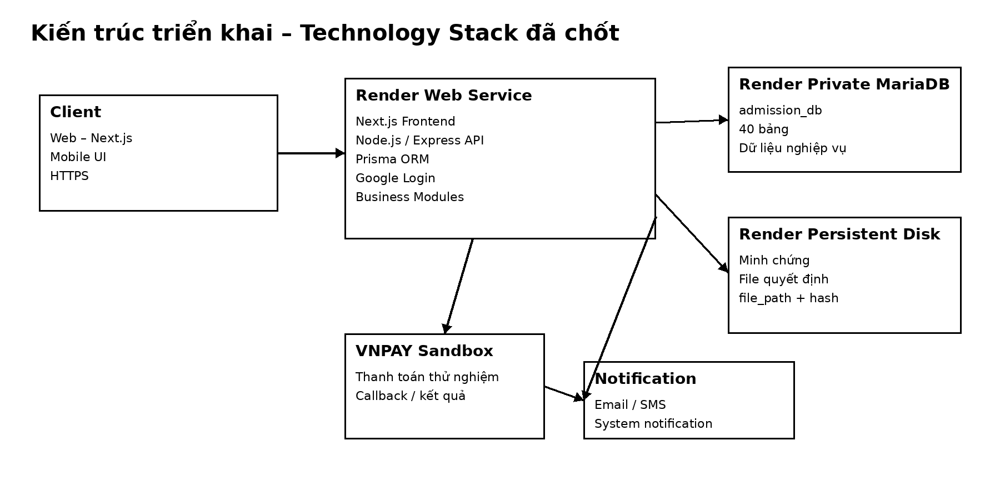 Kiến trúc triển khai – Technology Stack đã chốt
Client
Web – Next.js
Mobile UI
HTTPS
Render Web Service
Next.js Frontend
Node.js / Express API
Prisma ORM
Google Login
Business Modules
Render Private MariaDB
admission_db
40 bảng
Dữ liệu nghiệp vụ
Render Persistent Disk
Minh chứng
File quyết định
file_path + hash
VNPAY Sandbox
Thanh toán thử nghiệm
Callback / kết quả
Notification
Email / SMS
System notification